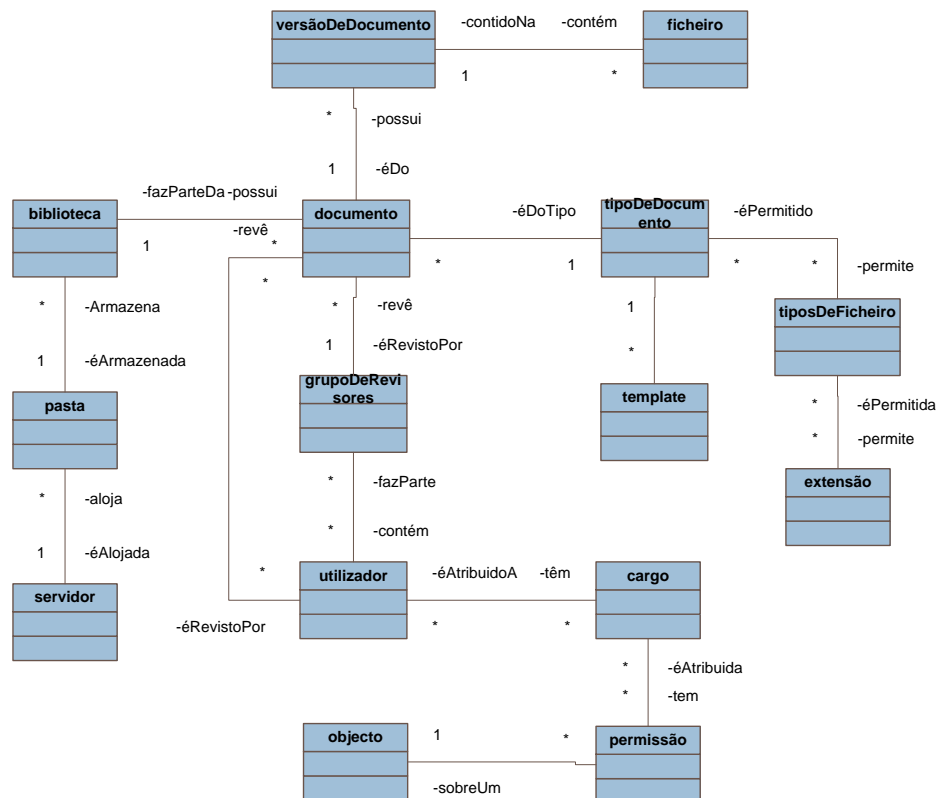 versãoDeDocumento
-contidoNa
-contém
ficheiro
1
*
*
-possui
1
-éDo
-fazParteDa
-possui
biblioteca
documento
-éDoTipo
tipoDeDocum
ento
-éPermitido
-revê
1
*
*
*
1
*
*
-permite
*
-Armazena
*
-revê
1
tiposDeFicheiro
1
-éArmazenada
1
-éRevistoPor
*
grupoDeRevi
sores
pasta
template
*
-éPermitida
*
-permite
*
-aloja
*
-fazParte
extensão
*
-contém
1
-éAlojada
*
utilizador
-éAtribuidoA
-têm
cargo
servidor
-éRevistoPor
*
*
*
-éAtribuida
*
-tem
objecto
1
*
permissão
-sobreUm